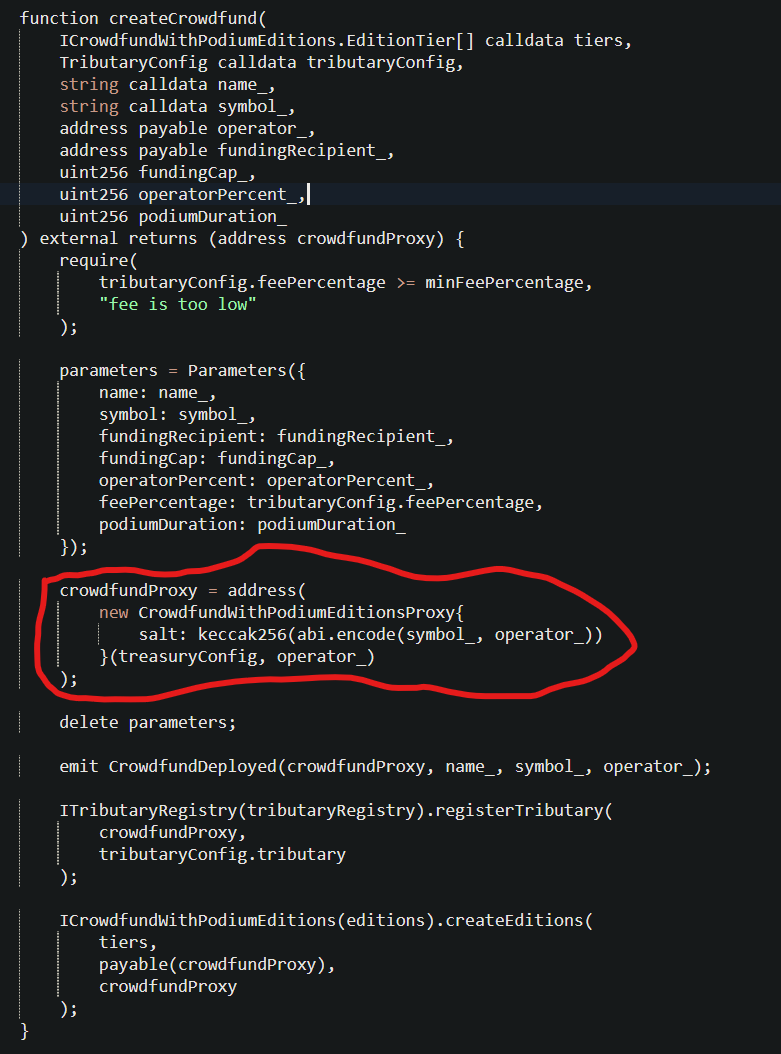 function createCrowdfund(
    ICrowdfundWithPodiumEditions.EditionTier[] calldata tiers,
    TributaryConfig calldata tributaryConfig,
    string calldata name_,
    string calldata symbol_,
    address payable operator_,
    address payable fundingRecipient_,
    uint256 fundingCap_,
    uint256 operatorPercent_,
    uint256 podiumDuration_
) external returns (address crowdfundProxy) {
    require(
        tributaryConfig.feePercentage >= minFeePercentage,
        "fee is too low"
    );
    parameters = Parameters({
        name: name_,
        symbol: symbol_,
        fundingRecipient: fundingRecipient_,
        fundingCap: fundingCap_,
        operatorPercent: operatorPercent_,
        feePercentage: tributaryConfig.feePercentage,
        podiumDuration: podiumDuration_
    });
    crowdfundProxy = address(
        new CrowdfundWithPodiumEditionsProxy{
            salt: keccak256(abi.encode(symbol_, operator_))
        }(treasuryConfig, operator_)
    );
    delete parameters;
    emit CrowdfundDeployed(crowdfundProxy, name_, symbol_, operator_);
    ITributaryRegistry(tributaryRegistry).registerTributary(
        crowdfundProxy,
        tributaryConfig.tributary
    );
    ICrowdfundWithPodiumEditions(editions).createEditions(
        tiers,
        payable(crowdfundProxy),
        crowdfundProxy
    );
}